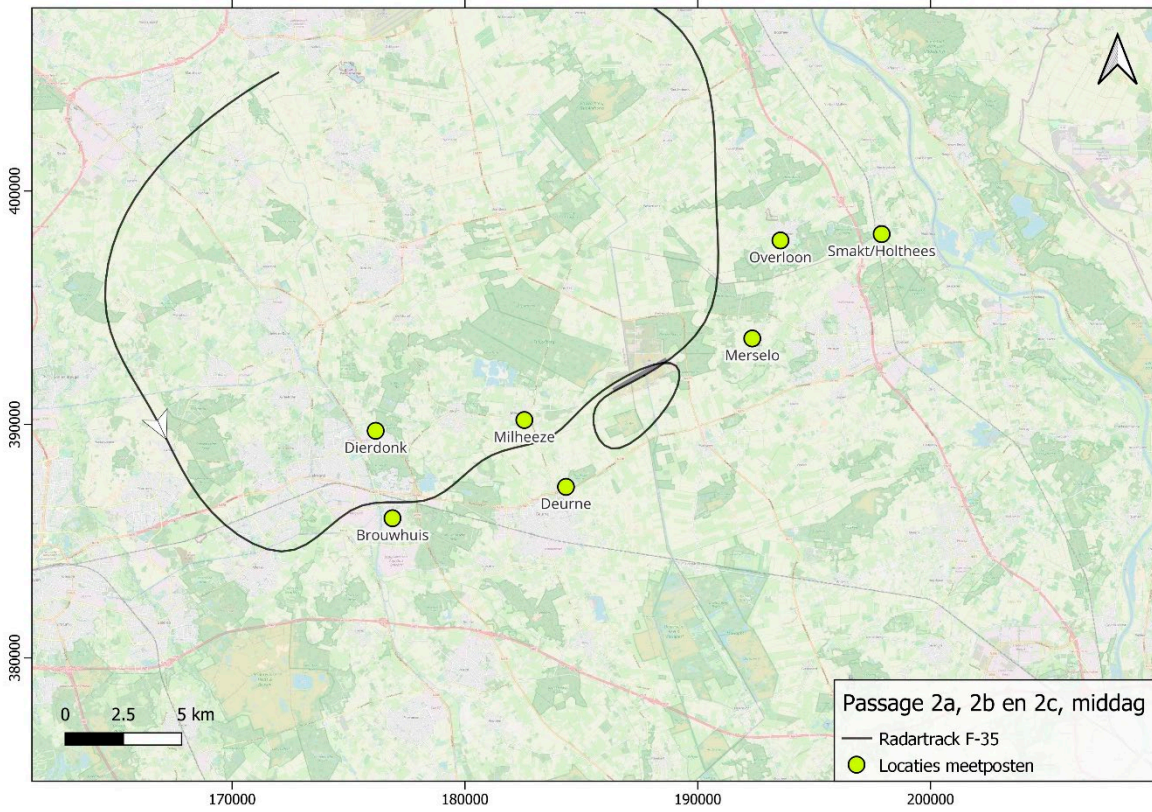 400000
390000
380000
Overloon
Smakt/Holthees
Merselo
Milheeze
Dierdonk
Deurne
Brouwhuis
0 2.5 5 km
Passage 2a, 2b en 2c, middag
Radartrack F-35
Locaties meetposten
170000 180000 190000 200000